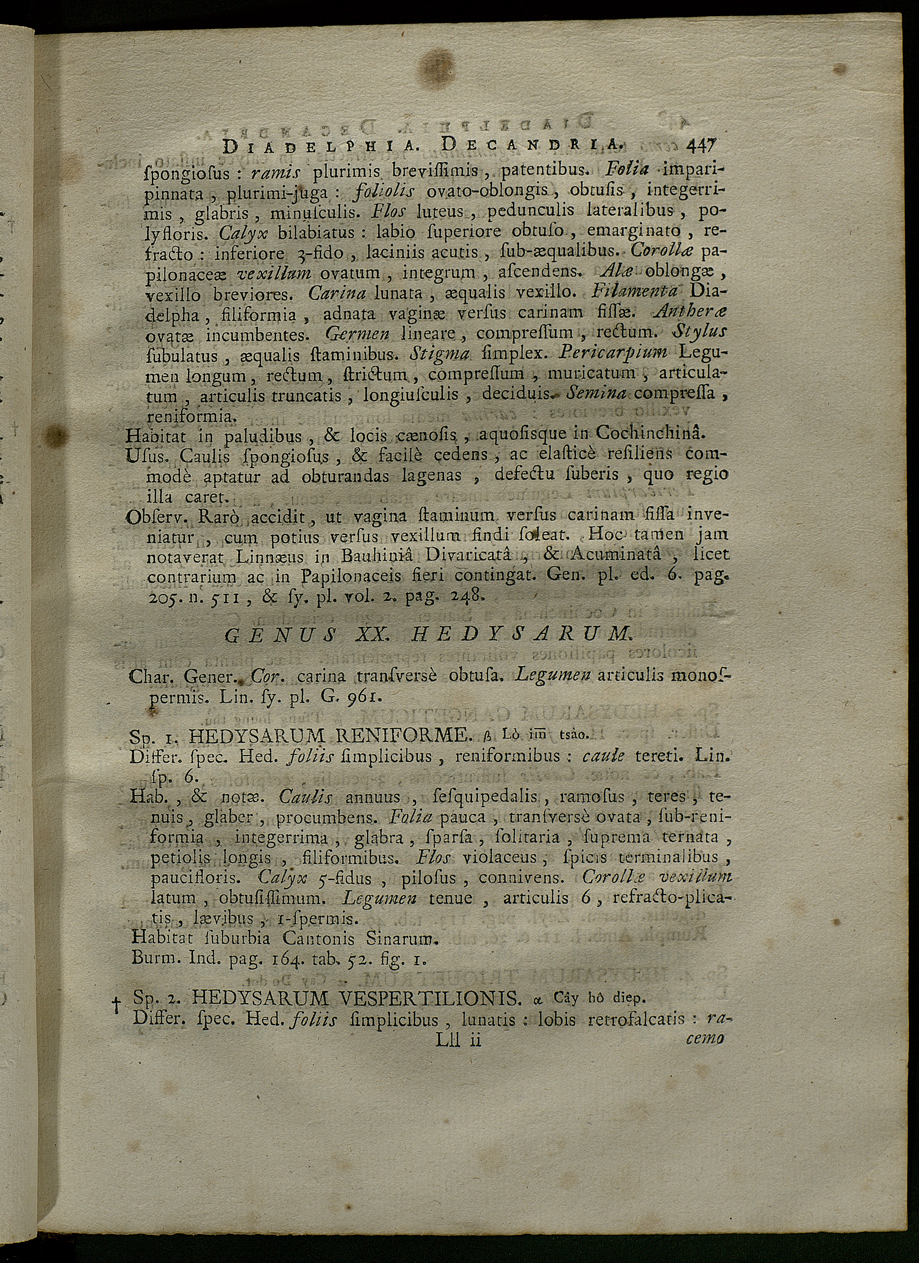 DIADELPHIA. DECANDRIA. 447
ſpongioſus : ramis plurimis breviſſimis , patentibus. Folia impari-
pinnata , plurimi-juga : foliolis ovato-oblongis , obtuſis , integerri-
mis , glabris , minuſculis. Flos luteus , pedunculis lateralibus , po-
lyfloris. Calyx bilabiatus : labio ſuperiore obtuſo , emarginato , re-
fracto : inferiore 3-fido , laciniis acutis , ſub-æqualibus. Corollæ pa-
pilonaceæ vexillum ovatum , integrum , aſcendens. Alæ oblongæ ,
vexillo breviores. Carina lunata , æqualis vexillo. Filamenta Dia-
delpha , filiformia , adnata vaginæ verſus carinam fiſſæ. Antheræ
ovatæ incumbentes. Germen lineare , compreſſum , rectum. Stylus
ſubulatus , æqualis ſtaminibus. Stigma ſimplex. Pericarpium Legu-
men longum , rectum , ſtrictum , compreſſum , muricatum , articula-
tum , articulis truncatis , longiuſculis , deciduis. Semina compreſſa ,
reniformia.
Habitat in paludibus , & locis cænoſis , aquoſisque in Cochinchinâ.
Uſus. Caulis ſpongioſus , & facilè cedens , ac elaſticè reſiliens com-
modè aptatur ad obturandas lagenas , defectu ſuberis , quo regio
illa caret.
Obſerv. Rarò accidit , ut vagina ſtaminum verſus carinam fiſſa inve-
niatur , cum potius verſus vexillum findi ſoleat. Hoc tamen jam
notaverat Linnæus in Bauhiniâ Divaricatâ , & Acuminatâ , licet
contrarium ac in Papilonaceis fieri contingat. Gen. pl. ed. 6. pag.
205. n. 511 , & ſy. pl. vol. 2. pag. 248.
GENUS XX. HEDYSARUM.
Char. Gener. Cor. carina tranſversè obtuſa. Legumen articulis monoſ-
permis. Lin. ſy. pl. G. 961.
Sp. 1. HEDYSARUM RENIFORME. β Lò im̄ tsào.
Differ. ſpec. Hed. foliis ſimplicibus , reniformibus : caule tereti. Lin.
ſp. 6.
Hab. , & notæ. Caulis annuus , ſeſquipedalis , ramoſus , teres , te-
nuis , glaber , procumbens. Folia pauca , tranſversè ovata , ſub-reni-
formia , integerrima , glabra , ſparſa , ſolitaria , ſuprema ternata ,
petiolis longis , filiformibus. Flos violaceus , ſpicis terminalibus ,
paucifloris. Calyx 5-fidus , piloſus , connivens. Corollæ vexillum
latum , obtuſiſſimum. Legumen tenue , articulis 6 , refracto-plica-
tis , lævibus , 1-ſpermis.
Habitat ſuburbia Cantonis Sinarum.
Burm. Ind. pag. 164. tab. 52. fig. 1.
† Sp. 2. HEDYSARUM VESPERTILIONIS. α Cây hô diep.
Differ. ſpec. Hed. foliis ſimplicibus , lunatis : lobis retrofalcatis : ra-
Lll ii cemo